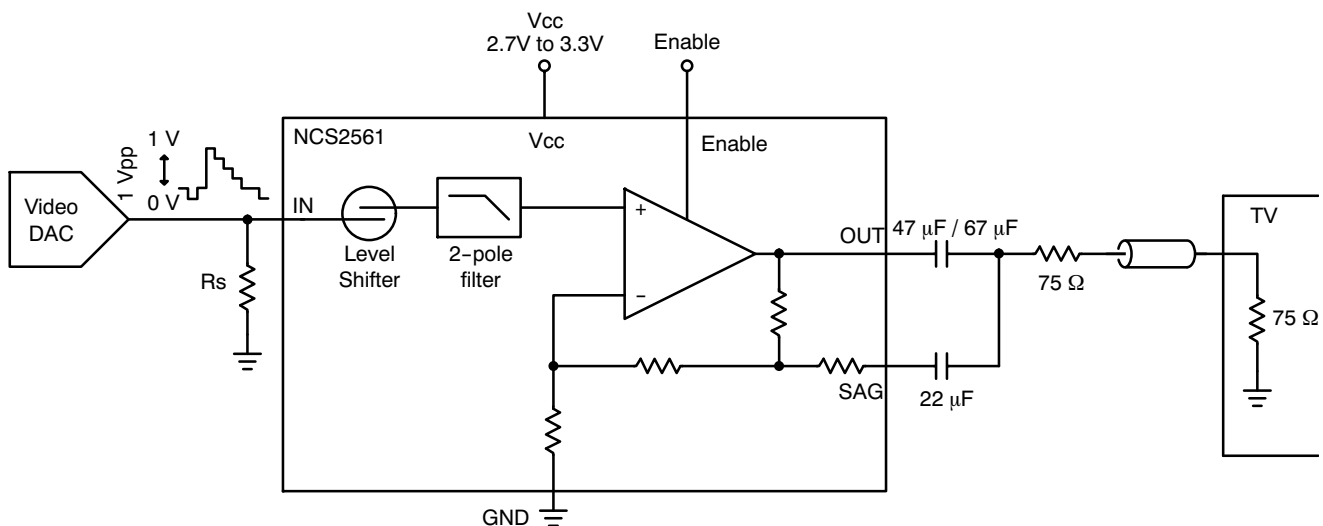 Vcc
2.7V to 3.3V
Enable
NCS2561
Vcc
Enable
1 Vpp
1 V
0 V
Video
DAC
IN
Level
Shifter
2-pole
filter
+
−
OUT
47 μF / 67 μF
75 Ω
TV
75 Ω
Rs
SAG
22 μF
GND